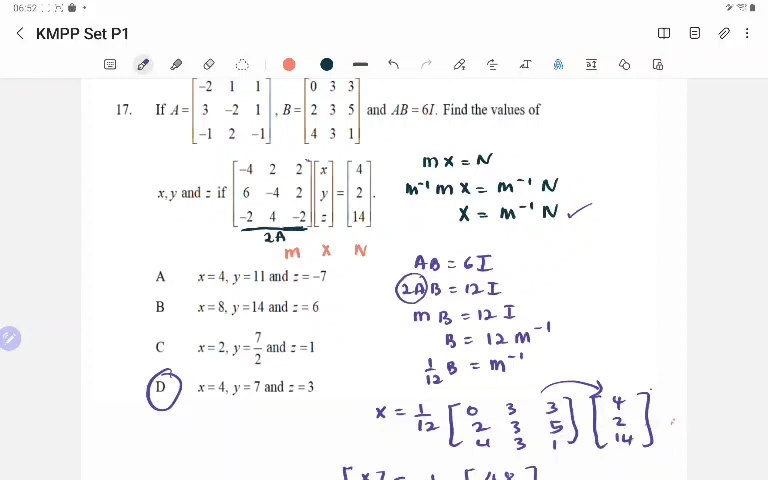 06:52
KMPP Set P1
17. If A = [−2 1 1; 3 −2 1; −1 2 −1], B = [0 3 3; 2 3 5; 4 3 1] and AB = 6I. Find the values of
x, y and z if [−4 2 2; 6 −4 2; −2 4 −2] [x; y; z] = [4; 2; 14].
2A
m X N
mX = N
m⁻¹ m X = m⁻¹ N
X = m⁻¹ N ✓
A x = 4, y = 11 and z = −7
B x = 8, y = 14 and z = 6
C x = 2, y = 7/2 and z = 1
D x = 4, y = 7 and z = 3
AB = 6I
2AB = 12I
mB = 12I
B = 12m⁻¹
1/12 B = m⁻¹
X = 1/12 [0 3 3; 2 3 5; 4 3 1] [4; 2; 14]